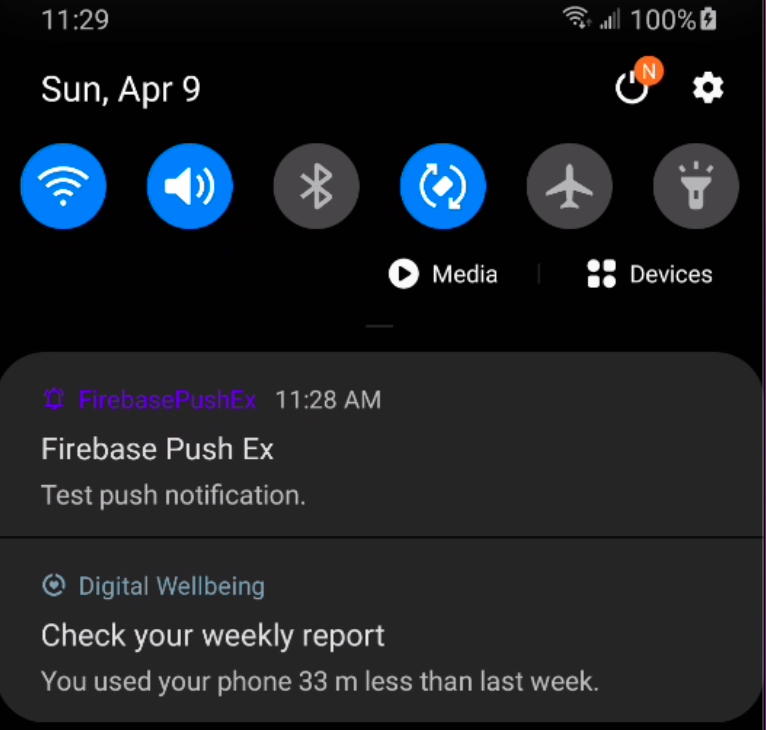 11:29
100%
Sun, Apr 9
N
Media
Devices
FirebasePushEx 11:28 AM
Firebase Push Ex
Test push notification.
Digital Wellbeing
Check your weekly report
You used your phone 33 m less than last week.